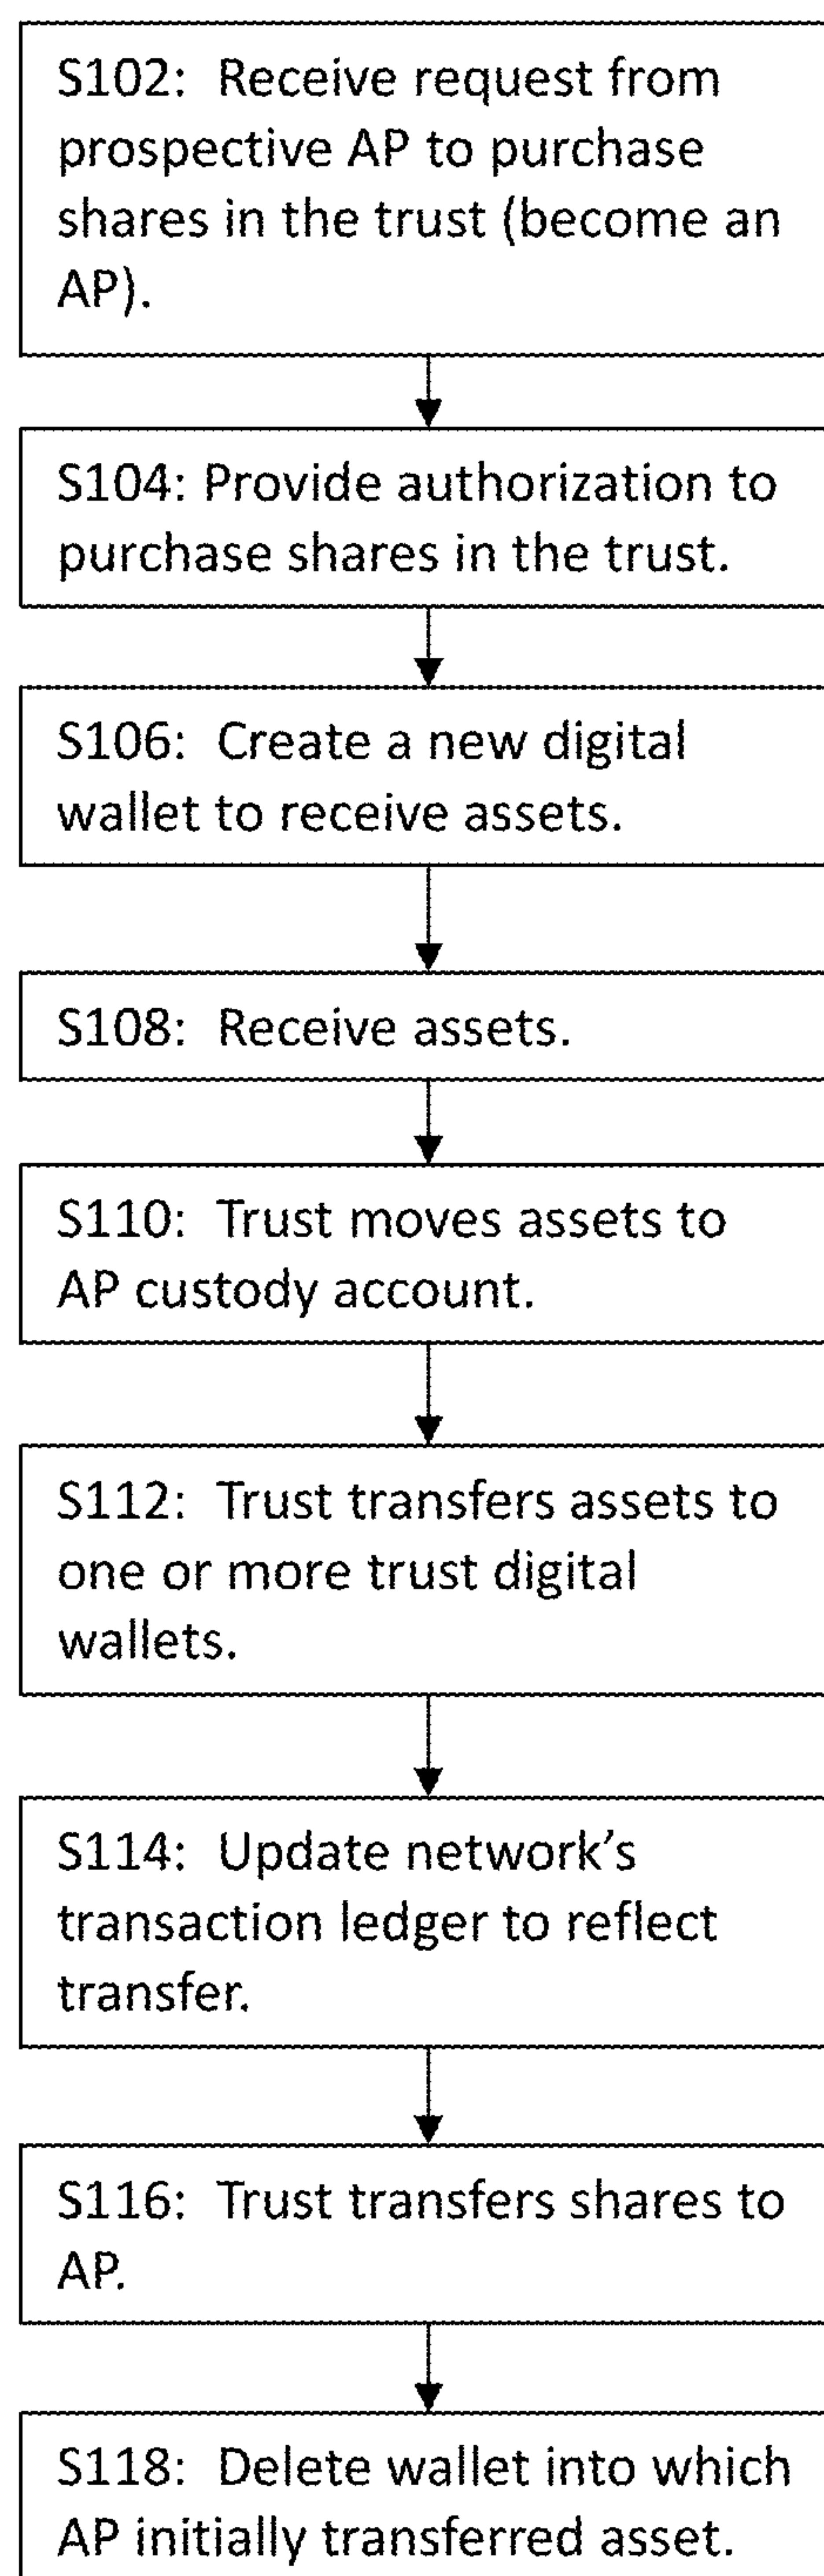 S102:  Receive request from
prospective AP to purchase
shares in the trust (become an
AP).
S104: Provide authorization to
purchase shares in the trust.
S106:  Create a new digital
wallet to receive assets.
S108:  Receive assets.
S110:  Trust moves assets to
AP custody account.
S112:  Trust transfers assets to
one or more trust digital
wallets.
S114:  Update network’s
transaction ledger to reflect
transfer.
S116:  Trust transfers shares to
AP.
S118:  Delete wallet into which
AP initially transferred asset.